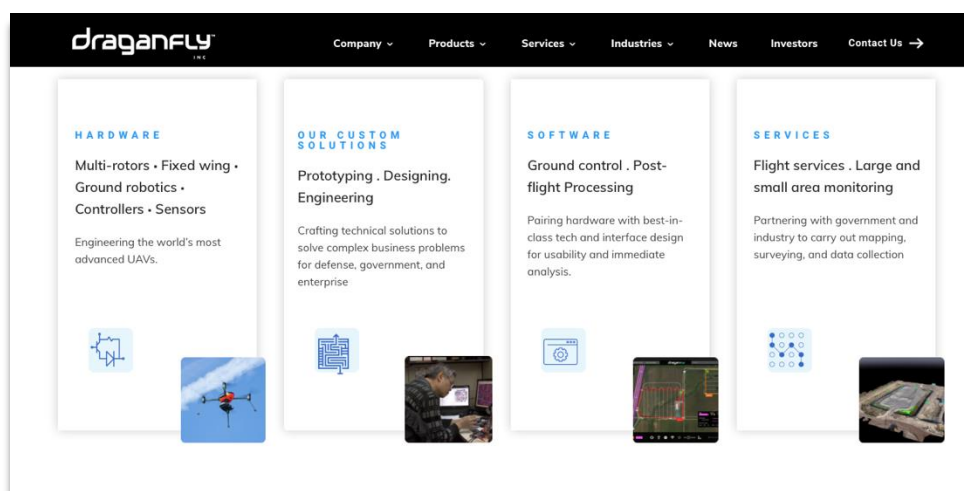 draganfly
INC
Company
Products
Services
Industries
News
Investors
Contact Us
HARDWARE
Multi-rotors • Fixed wing •
Ground robotics •
Controllers • Sensors
Engineering the world's most
advanced UAVs.
OUR CUSTOM
SOLUTIONS
Prototyping . Designing.
Engineering
Crafting technical solutions to
solve complex business problems
for defense, government, and
enterprise
SOFTWARE
Ground control . Post-
flight Processing
Pairing hardware with best-in-
class tech and interface design
for usability and immediate
analysis.
SERVICES
Flight services . Large and
small area monitoring
Partnering with government and
industry to carry out mapping,
surveying, and data collection